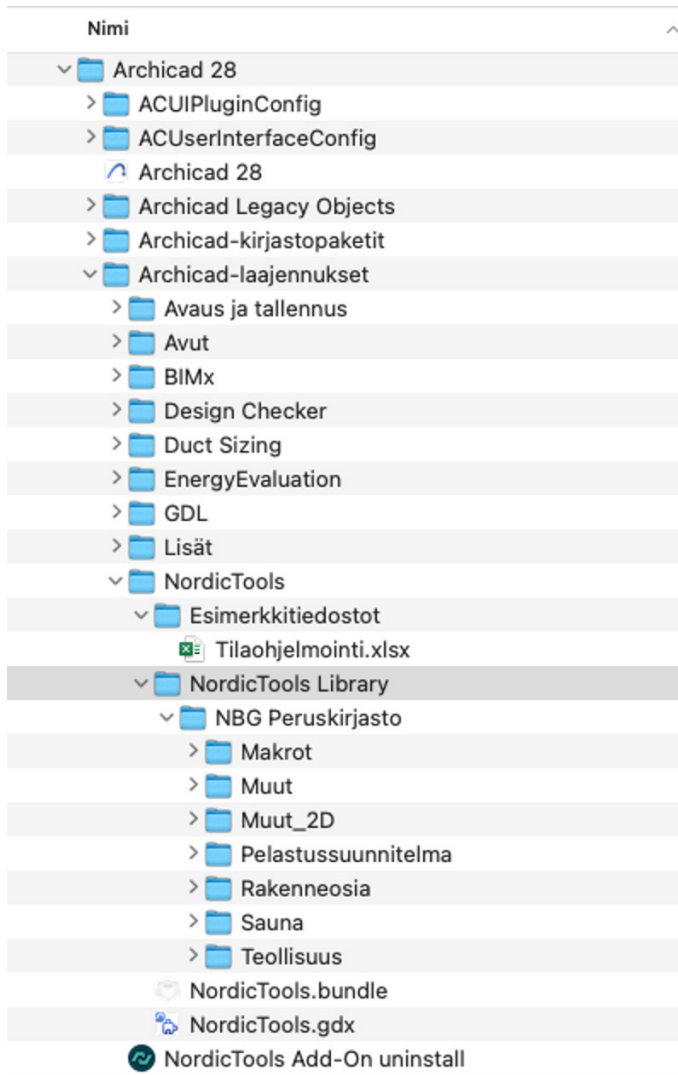 Nimi
Archicad 28
ACUIPluginConfig
ACUserInterfaceConfig
Archicad 28
Archicad Legacy Objects
Archicad-kirjastopaketit
Archicad-laajennukset
Avaus ja tallennus
Avut
BIMx
Design Checker
Duct Sizing
EnergyEvaluation
GDL
Lisät
NordicTools
Esimerkkitiedostot
Tilaohjelmointi.xlsx
NordicTools Library
NBG Peruskirjasto
Makrot
Muut
Muut_2D
Pelastussuunnitelma
Rakenneosia
Sauna
Teollisuus
NordicTools.bundle
NordicTools.gdx
NordicTools Add-On uninstall